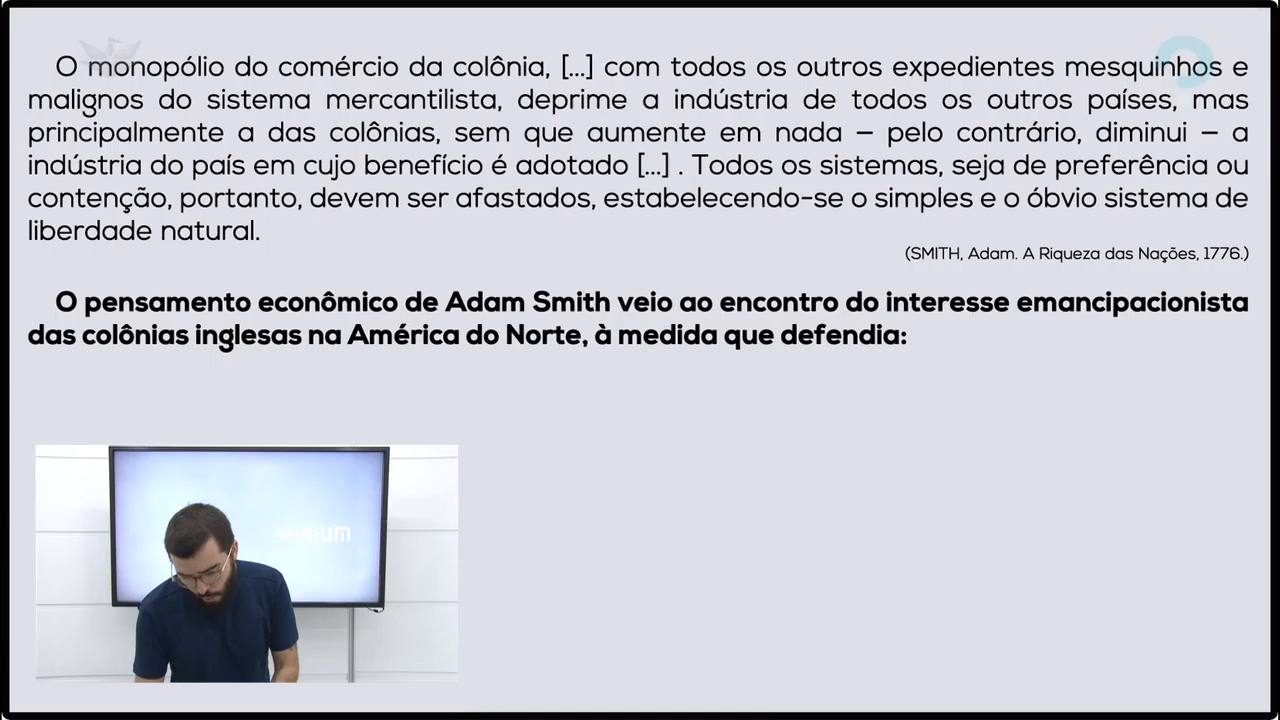 O monopólio do comércio da colônia, [...] com todos os outros expedientes mesquinhos e
malignos do sistema mercantilista, deprime a indústria de todos os outros países, mas
principalmente a das colônias, sem que aumente em nada – pelo contrário, diminui – a
indústria do país em cujo benefício é adotado [...] . Todos os sistemas, seja de preferência ou
contenção, portanto, devem ser afastados, estabelecendo-se o simples e o óbvio sistema de
liberdade natural.
(SMITH, Adam. A Riqueza das Nações, 1776.)
O pensamento econômico de Adam Smith veio ao encontro do interesse emancipacionista
das colônias inglesas na América do Norte, à medida que defendia:
iRiUM